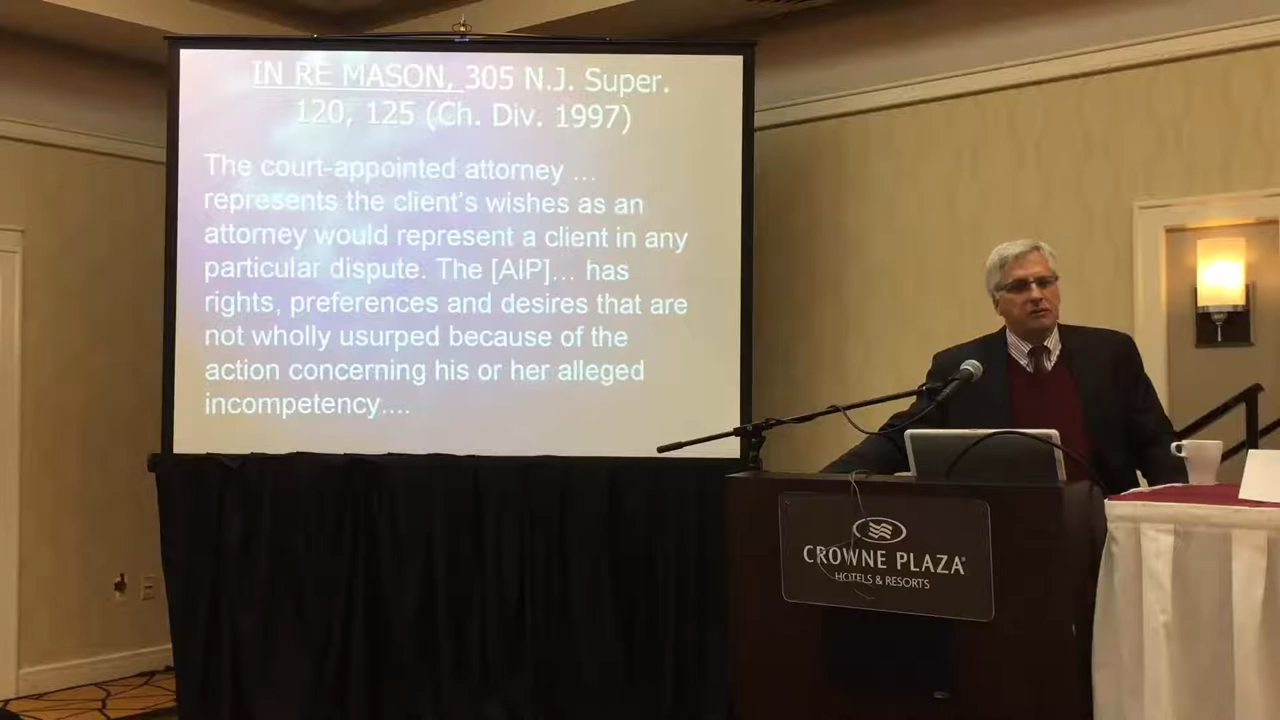 IN RE MASON, 305 N.J. Super.
120, 125 (Ch. Div. 1997)
The court-appointed attorney …
represents the client's wishes as an
attorney would represent a client in any
particular dispute. The [AIP]… has
rights, preferences and desires that are
not wholly usurped because of the
action concerning his or her alleged
incompetency....
CROWNE PLAZA
HOTELS & RESORTS